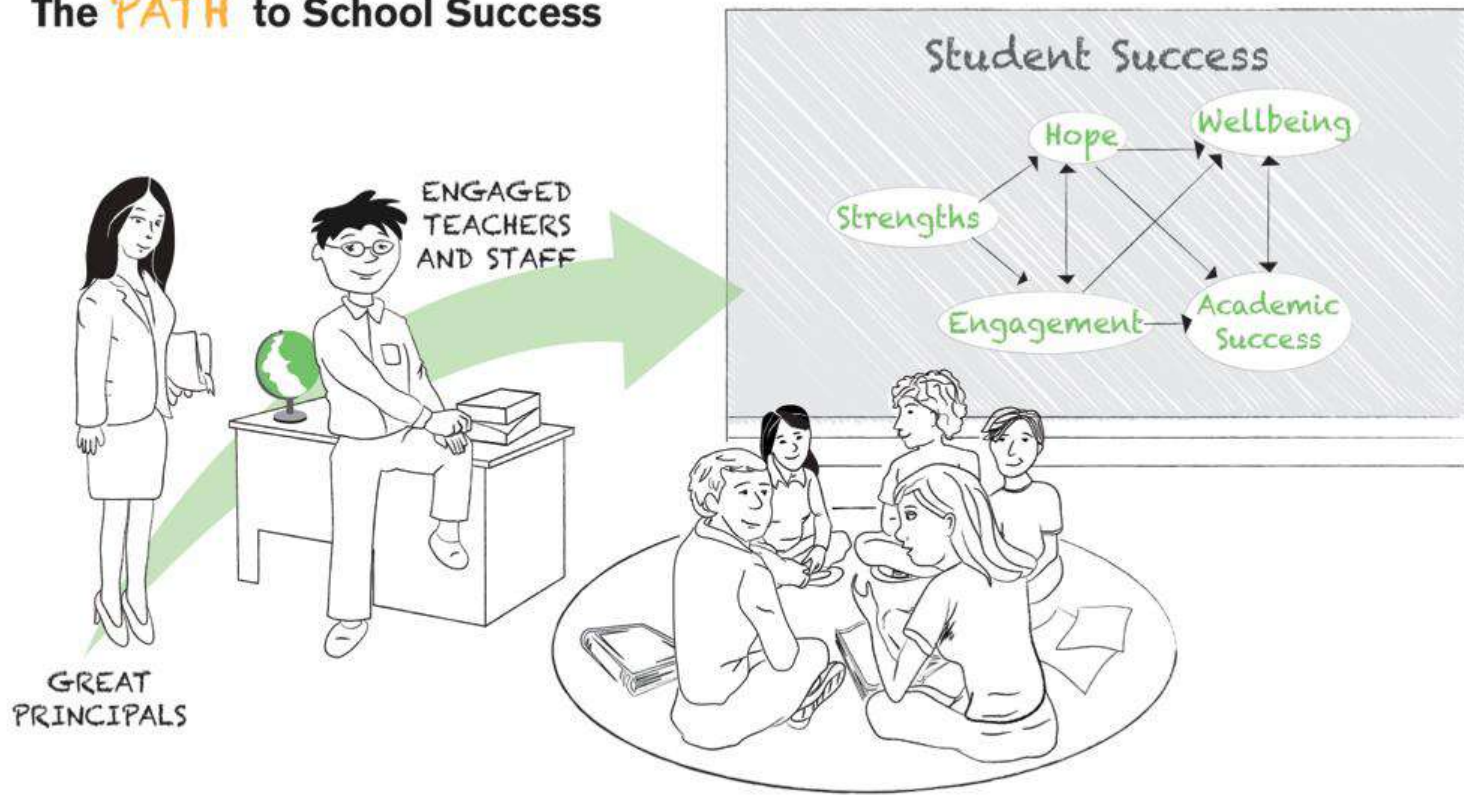 The PATH to School Success
Student Success
Hope
Wellbeing
Strengths
Engagement
Academic
Success
ENGAGED
TEACHERS
AND STAFF
GREAT
PRINCIPALS